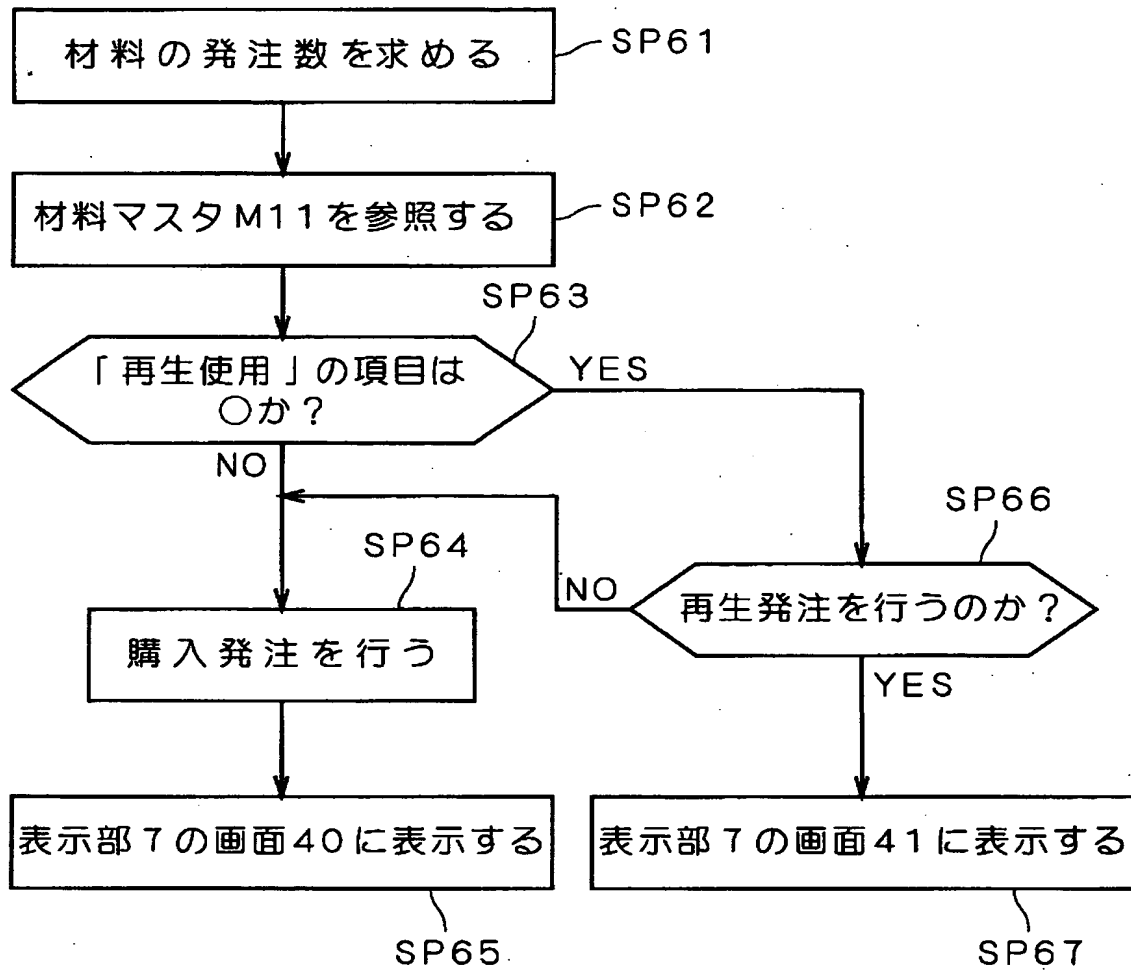 材料の発注数を求める
SP61
材料マスタM11を参照する
SP62
SP63
「再生使用」の項目は
○か?
YES
NO
SP66
SP64
NO
再生発注を行うのか?
購入発注を行う
YES
表示部7の画面40に表示する
表示部7の画面41に表示する
SP65
SP67